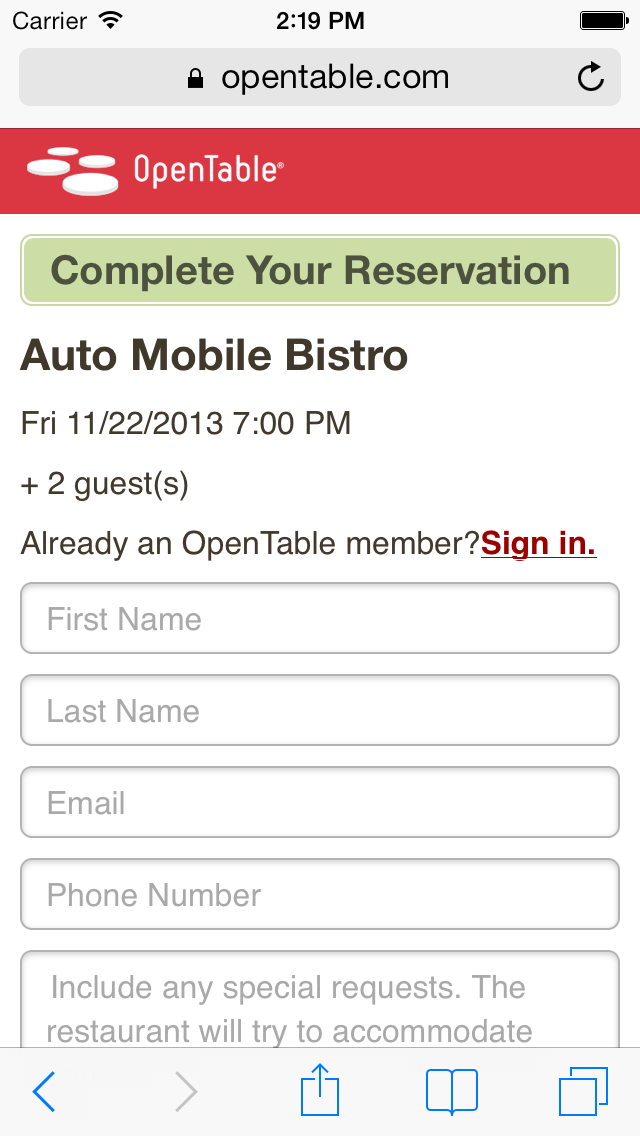 Carrier 2:19 PM
opentable.com
OpenTable®
Complete Your Reservation
Auto Mobile Bistro
Fri 11/22/2013 7:00 PM
+ 2 guest(s)
Already an OpenTable member?Sign in.
First Name
Last Name
Email
Phone Number
Include any special requests. The
restaurant will try to accommodate